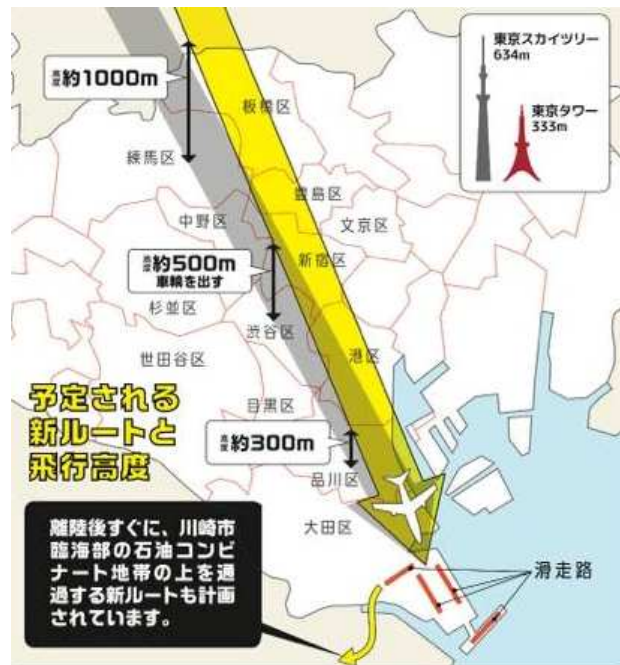 東京スカイツリー
634m
東京タワー
333m
高度約1000m
板橋区
練馬区
豊島区
中野区
文京区
高度約500m
車輪を出す
新宿区
杉並区
渋谷区
世田谷区
港区
目黒区
予定される
新ルートと
飛行高度
高度約300m
品川区
大田区
離陸後すぐに、川崎市
臨海部の石油コンビ
ナート地帯の上を通
過する新ルートも計画
されています。
滑走路